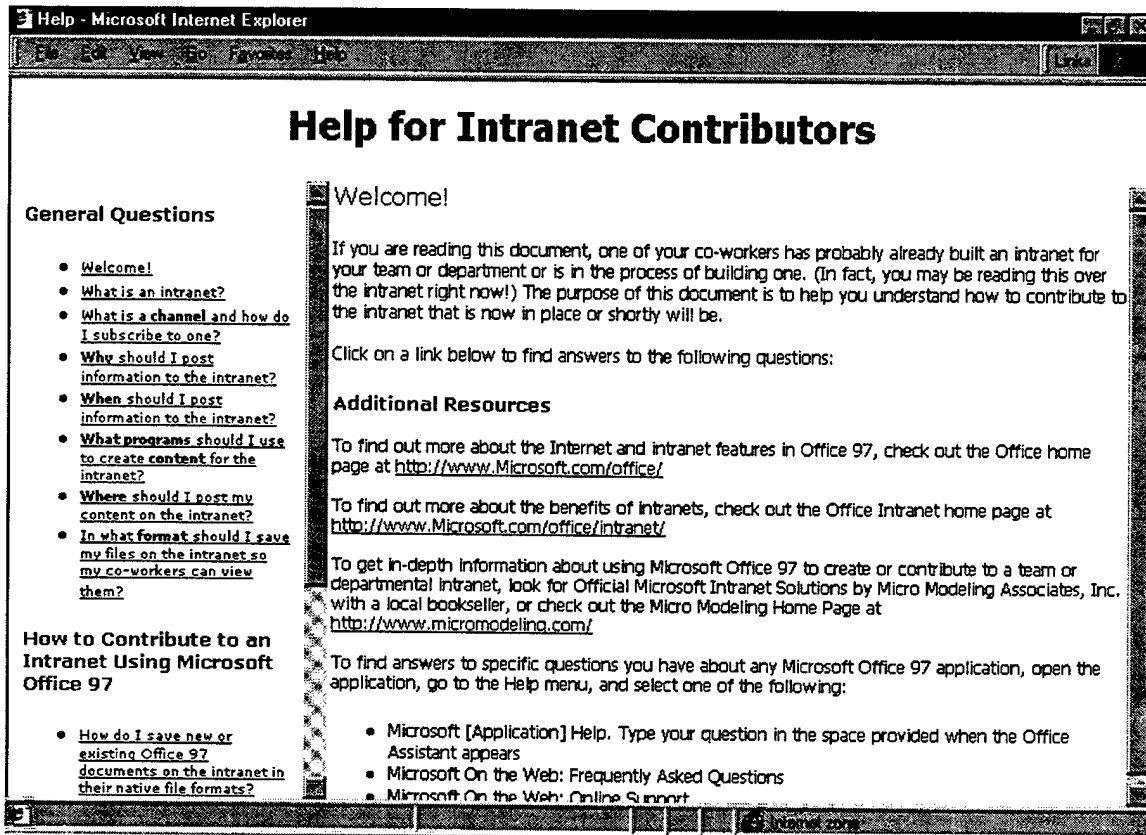 Help - Microsoft Internet Explorer
File Edit View Go Favorites Help
Links
Help for Intranet Contributors
General Questions
• Welcome!
• What is an intranet?
• What is a channel and how do
I subscribe to one?
• Why should I post
information to the intranet?
• When should I post
information to the intranet?
• What programs should I use
to create content for the
intranet?
• Where should I post my
content on the intranet?
• In what format should I save
my files on the intranet so
my co-workers can view
them?
How to Contribute to an
Intranet Using Microsoft
Office 97
• How do I save new or
existing Office 97
documents on the intranet in
their native file formats?
Welcome!
If you are reading this document, one of your co-workers has probably already built an intranet for
your team or department or is in the process of building one. (In fact, you may be reading this over
the intranet right now!) The purpose of this document is to help you understand how to contribute to
the intranet that is now in place or shortly will be.
Click on a link below to find answers to the following questions:
Additional Resources
To find out more about the Internet and intranet features in Office 97, check out the Office home
page at http://www.Microsoft.com/office/
To find out more about the benefits of intranets, check out the Office Intranet home page at
http://www.Microsoft.com/office/intranet/
To get in-depth information about using Microsoft Office 97 to create or contribute to a team or
departmental intranet, look for Official Microsoft Intranet Solutions by Micro Modeling Associates, Inc.
with a local bookseller, or check out the Micro Modeling Home Page at
http://www.micromodeling.com/
To find answers to specific questions you have about any Microsoft Office 97 application, open the
application, go to the Help menu, and select one of the following:
• Microsoft [Application] Help. Type your question in the space provided when the Office
Assistant appears
• Microsoft On the Web: Frequently Asked Questions
• Microsoft On the Web: Online Support
Internet zone